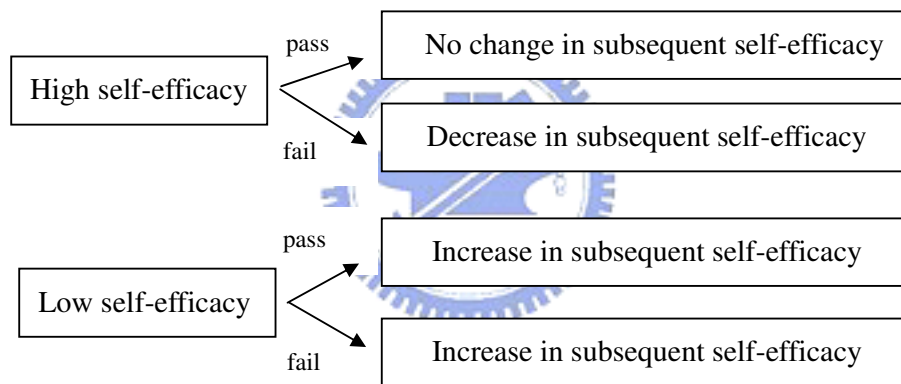 pass
No change in subsequent self-efficacy
High self-efficacy
Decrease in subsequent self-efficacy
fail
pass
Increase in subsequent self-efficacy
Low self-efficacy
Increase in subsequent self-efficacy
fail